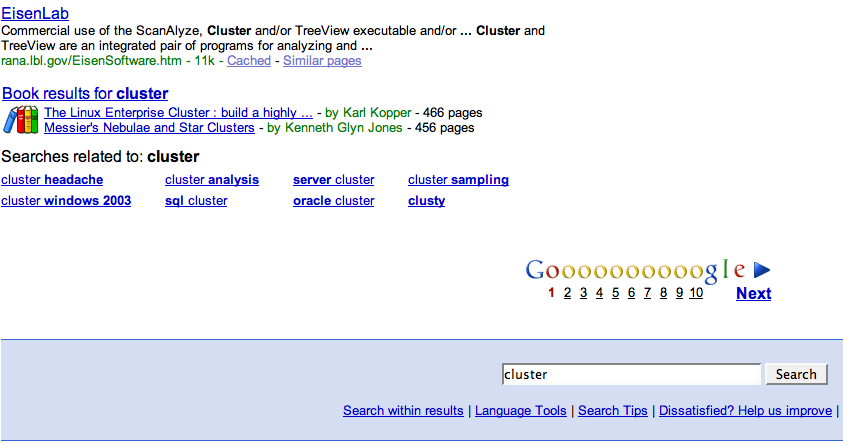 EisenLab
Commercial use of the ScanAlyze, Cluster and/or TreeView executable and/or ... Cluster and
TreeView are an integrated pair of programs for analyzing and ...
rana.lbl.gov/EisenSoftware.htm - 11k - Cached - Similar pages
Book results for cluster
The Linux Enterprise Cluster : build a highly ... - by Karl Kopper - 466 pages
Messier's Nebulae and Star Clusters - by Kenneth Glyn Jones - 456 pages
Searches related to: cluster
cluster headache cluster analysis server cluster cluster sampling
cluster windows 2003 sql cluster oracle cluster clusty
Goooooooooogle
1 2 3 4 5 6 7 8 9 10 Next
cluster Search
Search within results | Language Tools | Search Tips | Dissatisfied? Help us improve |